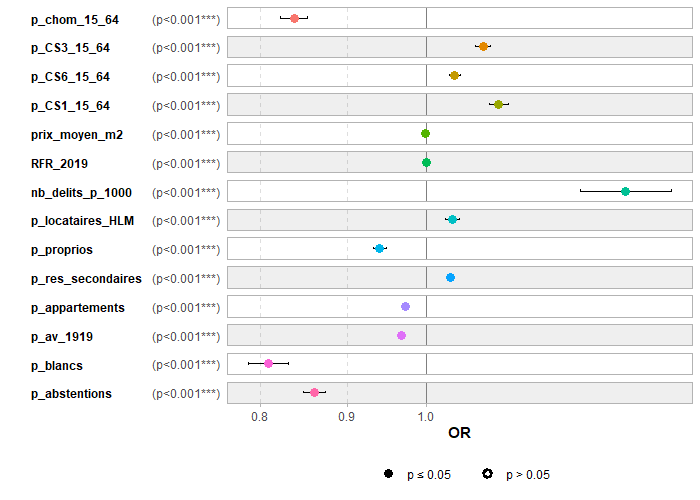 p_chom_15_64 (p<0.001***)
p_CS3_15_64 (p<0.001***)
p_CS6_15_64 (p<0.001***)
p_CS1_15_64 (p<0.001***)
prix_moyen_m2 (p<0.001***)
RFR_2019 (p<0.001***)
nb_delits_p_1000 (p<0.001***)
p_locataires_HLM (p<0.001***)
p_proprios (p<0.001***)
p_res_secondaires (p<0.001***)
p_appartements (p<0.001***)
p_av_1919 (p<0.001***)
p_blancs (p<0.001***)
p_abstentions (p<0.001***)
0.8 0.9 1.0
OR
p ≤ 0.05 p > 0.05